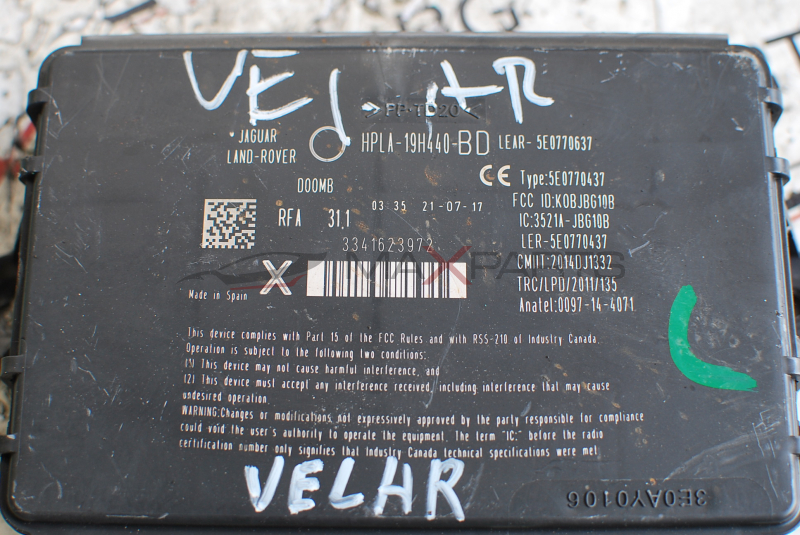 VELAR
>PP-TD20<
JAGUAR
LAND-ROVER
HPLA-19H440-BD LEAR- 5E0770637
CE Type:5E0770437
D00MB
03:35 21-07-17
FCC ID:KOBJBG10B
RFA 31,1
IC:3521A-JBG10B
3341623972
LER-5E0770437
CMIIT:2014DJ1332
MAXPARTS
X
TRC/LPD/2011/135
Made in Spain
Anatel:0097-14-4071
This device complies with Part 15 of the FCC Rules and with RSS-210 of Industry Canada.
Operation is subject to the following two conditions:
(1) This device may not cause harmful interference, and
(2) This device must accept any interference received, including interference that may cause
undesired operation.
WARNING:Changes or modifications not expressively approved by the party responsible for compliance
could void the user's authority to operate the equipment. The term "IC:" before the radio
certification number only signifies that Industry Canada technical specifications were met
VELAR
3E0AY0106